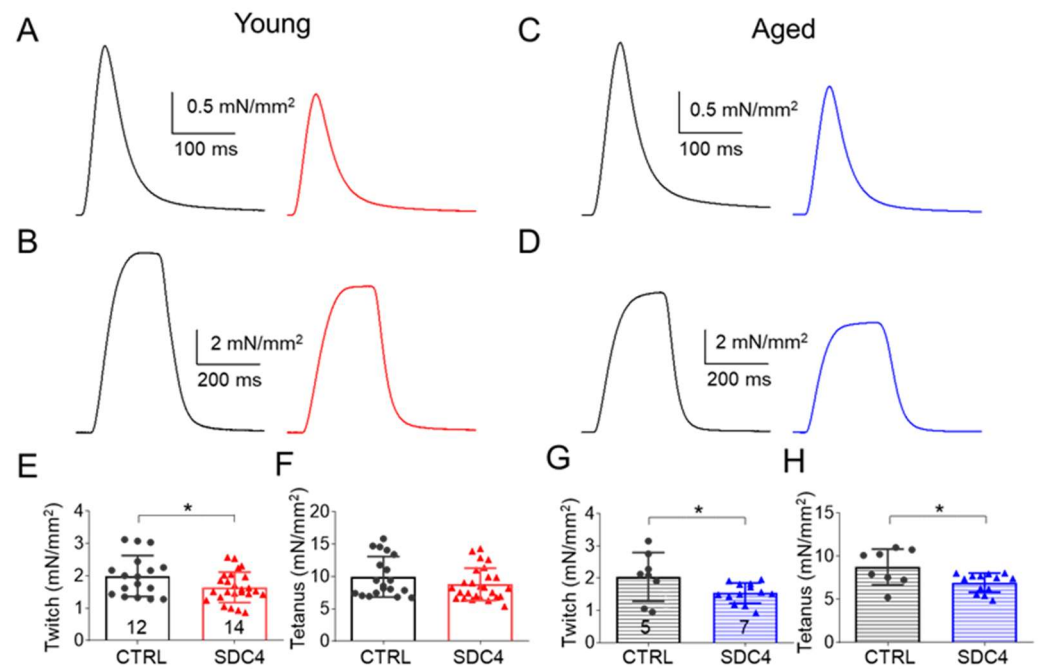 A Young
C Aged
0.5 mN/mm²
100 ms
0.5 mN/mm²
100 ms
B
D
2 mN/mm²
200 ms
2 mN/mm²
200 ms
E
F
G
H
Twitch (mN/mm²)
4
3
2
1
0
*
12
14
CTRL SDC4
Tetanus (mN/mm²)
20
15
10
5
0
CTRL SDC4
Twitch (mN/mm²)
4
3
2
1
0
*
5
7
CTRL SDC4
Tetanus (mN/mm²)
15
10
5
0
*
CTRL SDC4